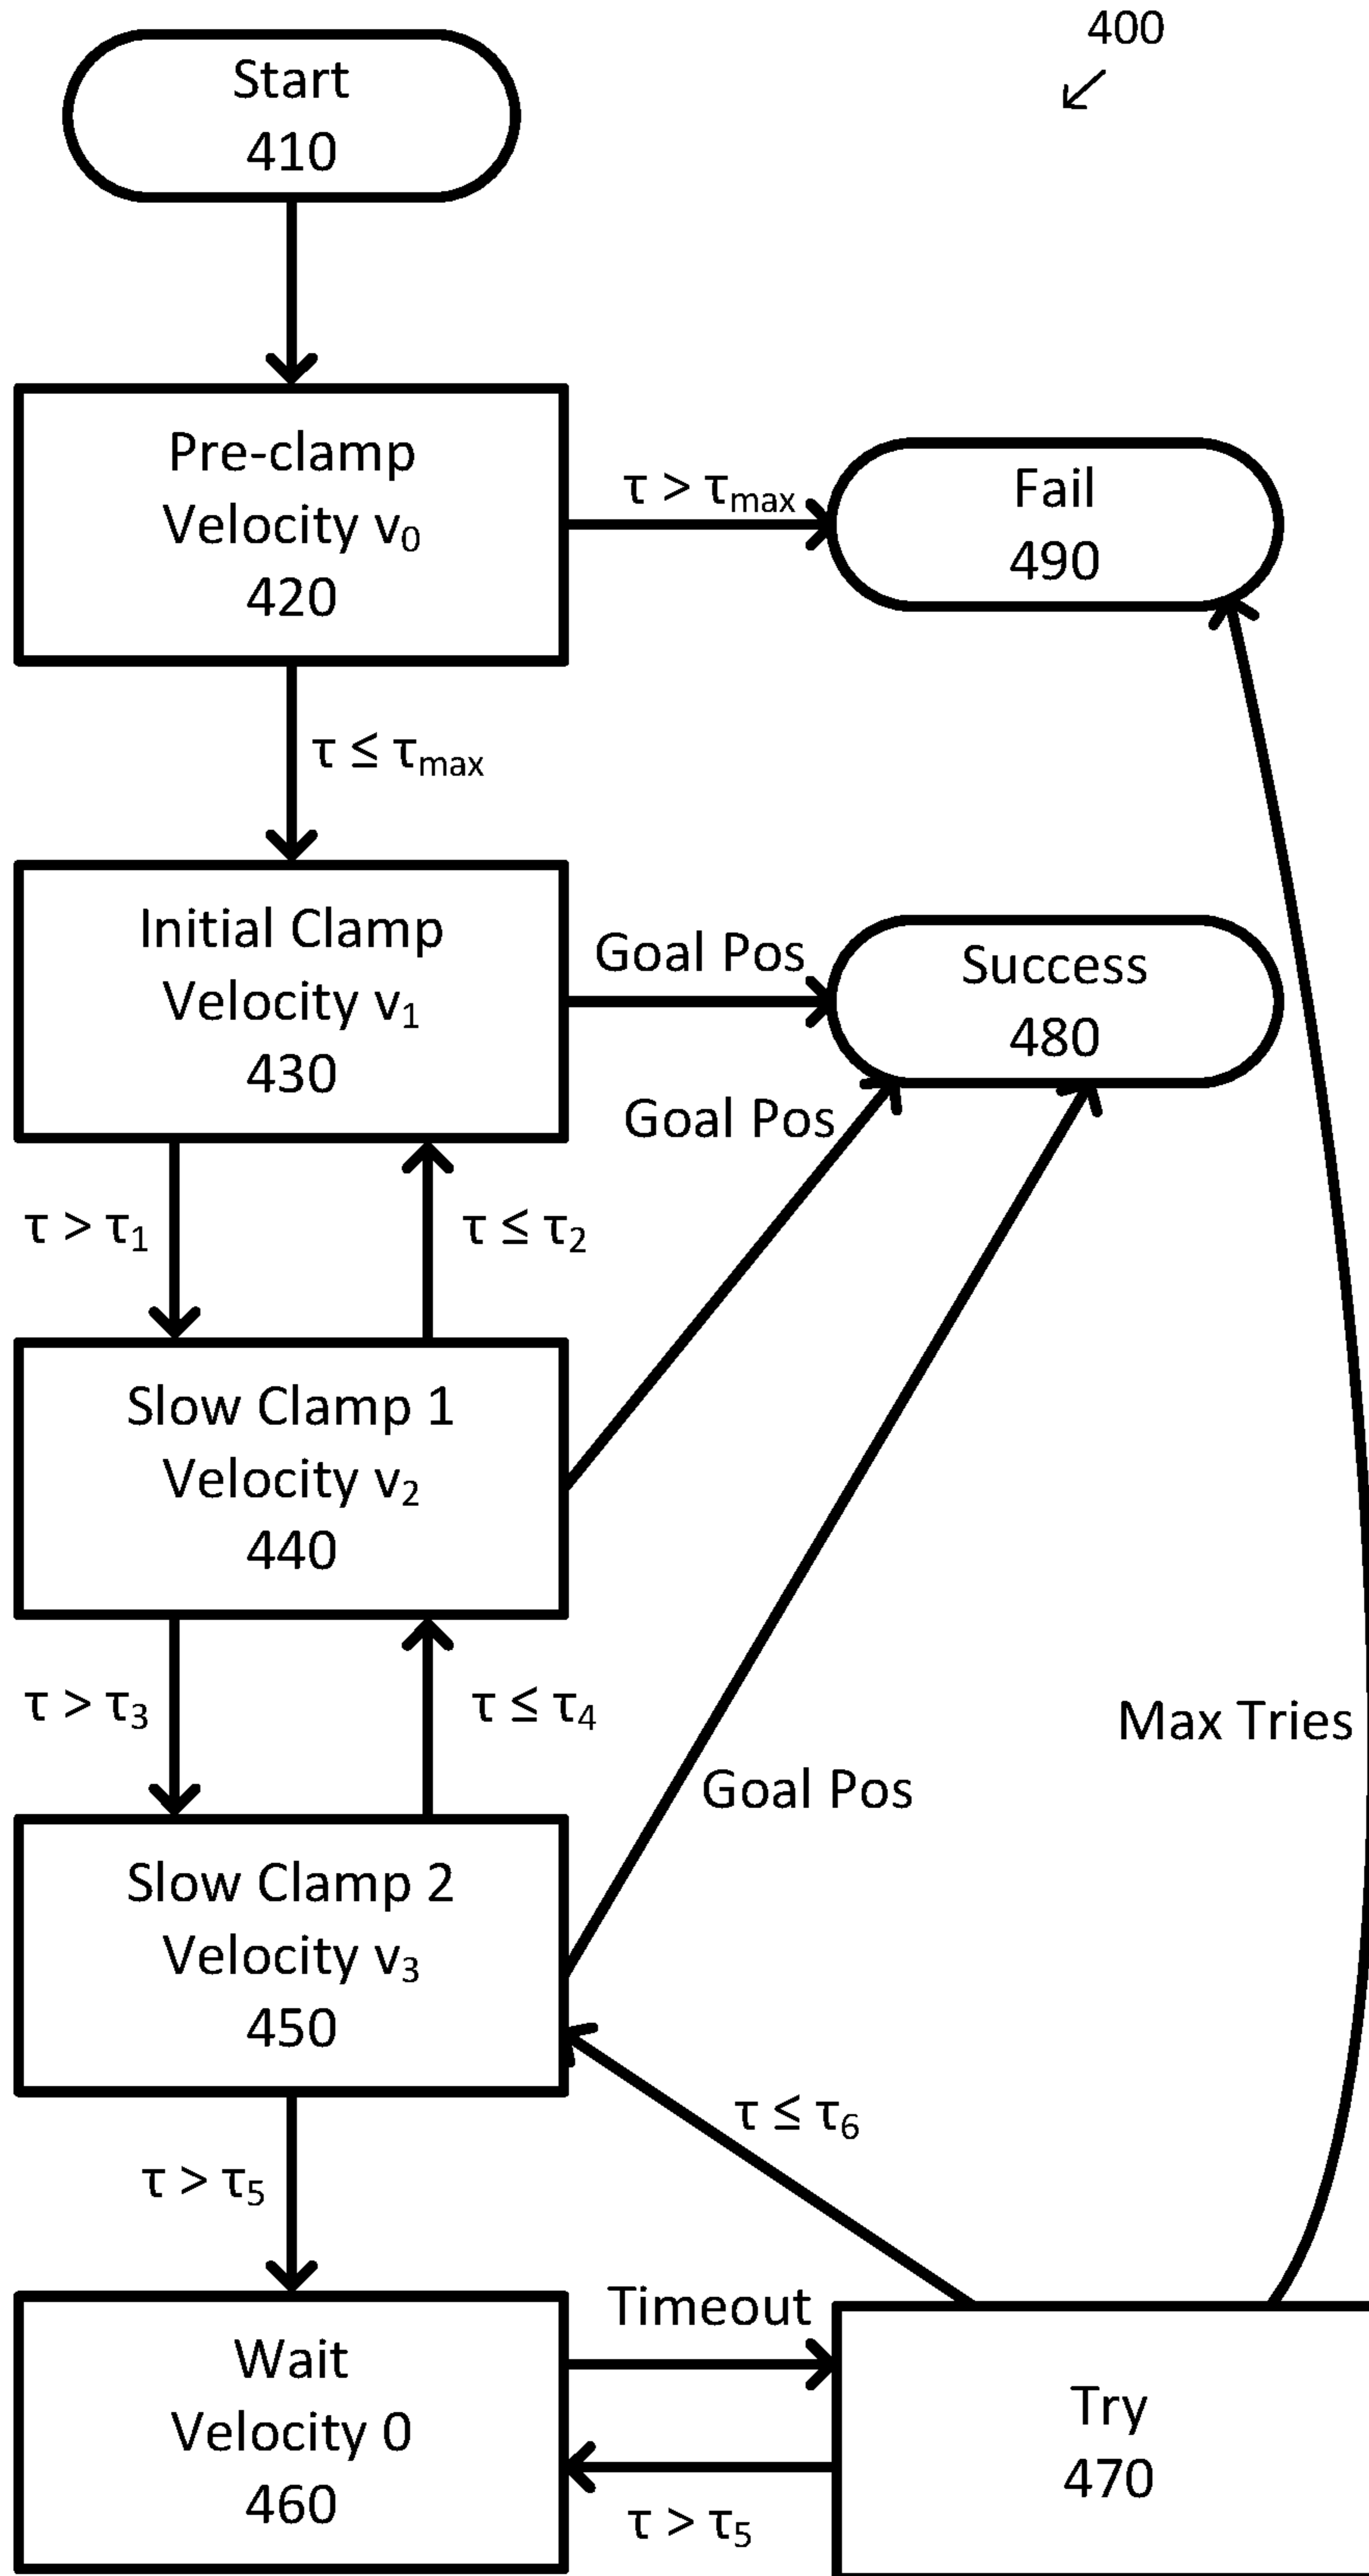 400
Start
410
Pre-clamp
Velocity v₀
420
τ > τₘₐₓ
Fail
490
τ ≤ τₘₐₓ
Initial Clamp
Velocity v₁
430
Goal Pos
Success
480
Goal Pos
τ > τ₁
τ ≤ τ₂
Slow Clamp 1
Velocity v₂
440
τ > τ₃
τ ≤ τ₄
Max Tries
Goal Pos
Slow Clamp 2
Velocity v₃
450
τ ≤ τ₆
τ > τ₅
Timeout
Wait
Velocity 0
460
Try
470
τ > τ₅